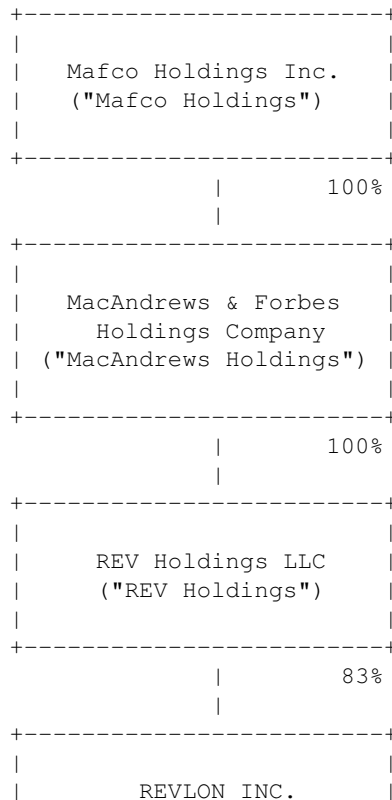 +--------------------------+
|                          |
|   Mafco Holdings Inc.    |
|   ("Mafco Holdings")     |
|                          |
+--------------------------+
              |       100%
              |
+--------------------------+
|                          |
|   MacAndrews & Forbes    |
|     Holdings Company     |
| ("MacAndrews Holdings")  |
|                          |
+--------------------------+
              |       100%
              |
+--------------------------+
|                          |
|     REV Holdings LLC     |
|     ("REV Holdings")     |
|                          |
+--------------------------+
              |        83%
              |
+--------------------------+
|                          |
|        REVLON INC.